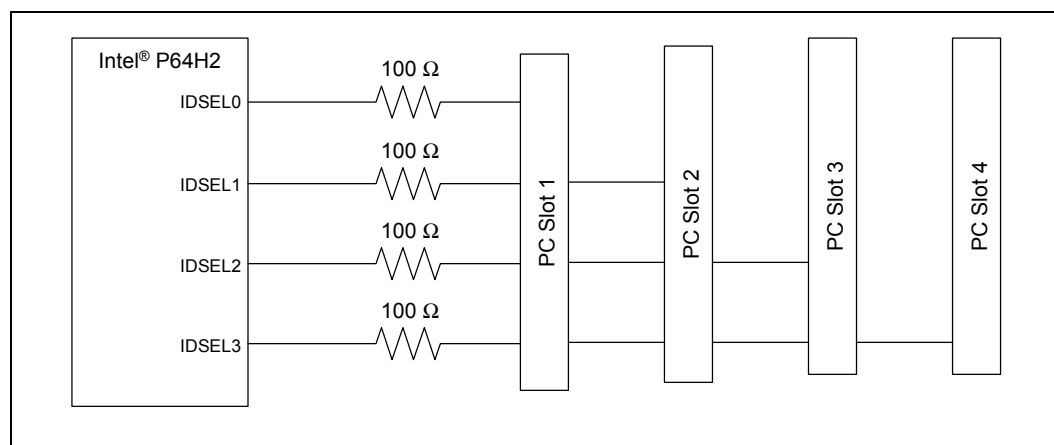 Intel® P64H2
100 Ω
IDSEL0
100 Ω
IDSEL1
100 Ω
IDSEL2
100 Ω
IDSEL3
PC Slot 1
PC Slot 2
PC Slot 3
PC Slot 4